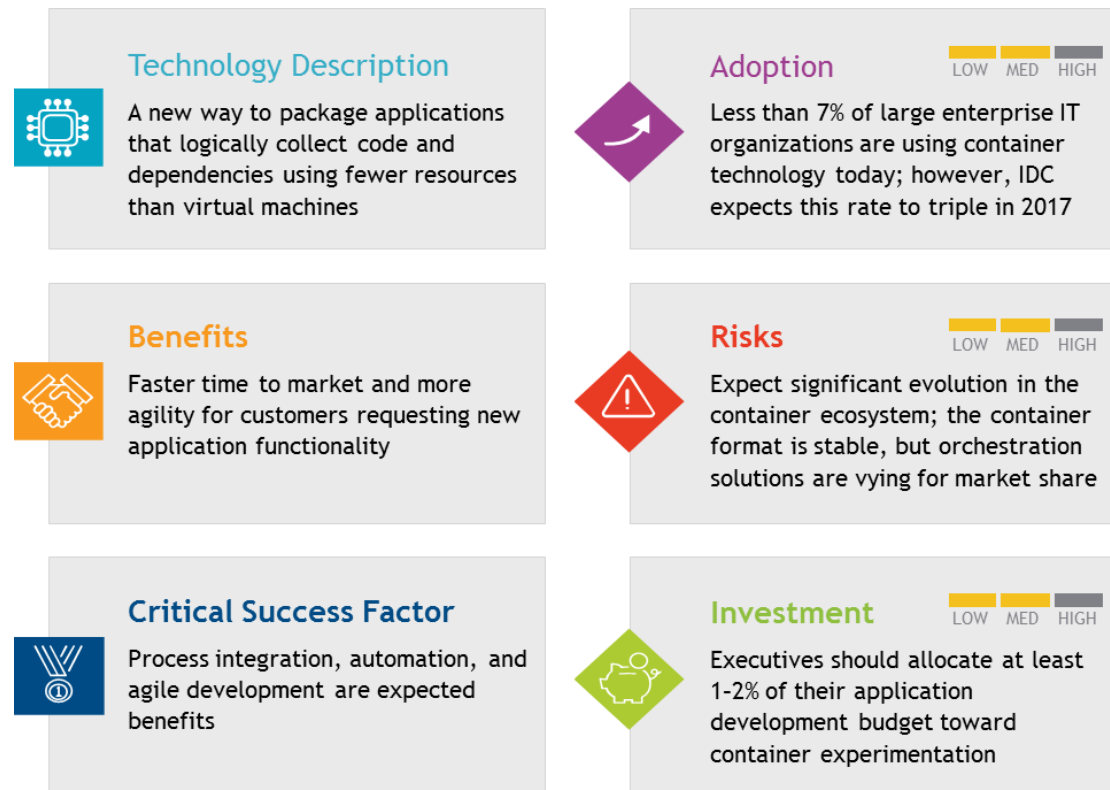 Technology Description
A new way to package applications
that logically collect code and
dependencies using fewer resources
than virtual machines
Adoption
LOW MED HIGH
Less than 7% of large enterprise IT
organizations are using container
technology today; however, IDC
expects this rate to triple in 2017
Benefits
Faster time to market and more
agility for customers requesting new
application functionality
Risks
LOW MED HIGH
Expect significant evolution in the
container ecosystem; the container
format is stable, but orchestration
solutions are vying for market share
Critical Success Factor
Process integration, automation, and
agile development are expected
benefits
1
Investment
LOW MED HIGH
Executives should allocate at least
1–2% of their application
development budget toward
container experimentation